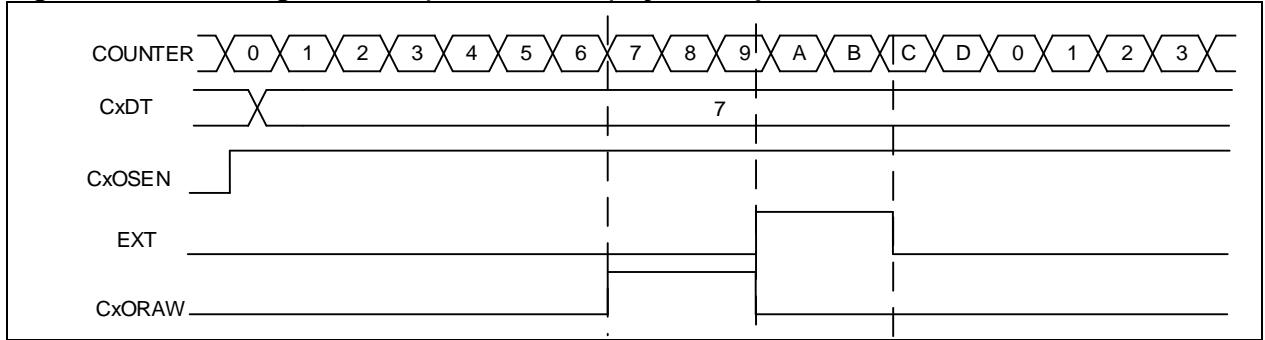 COUNTER 0 1 2 3 4 5 6 7 8 9 A B C D 0 1 2 3
CxDT 7
CxOSEN
EXT
CxORAW